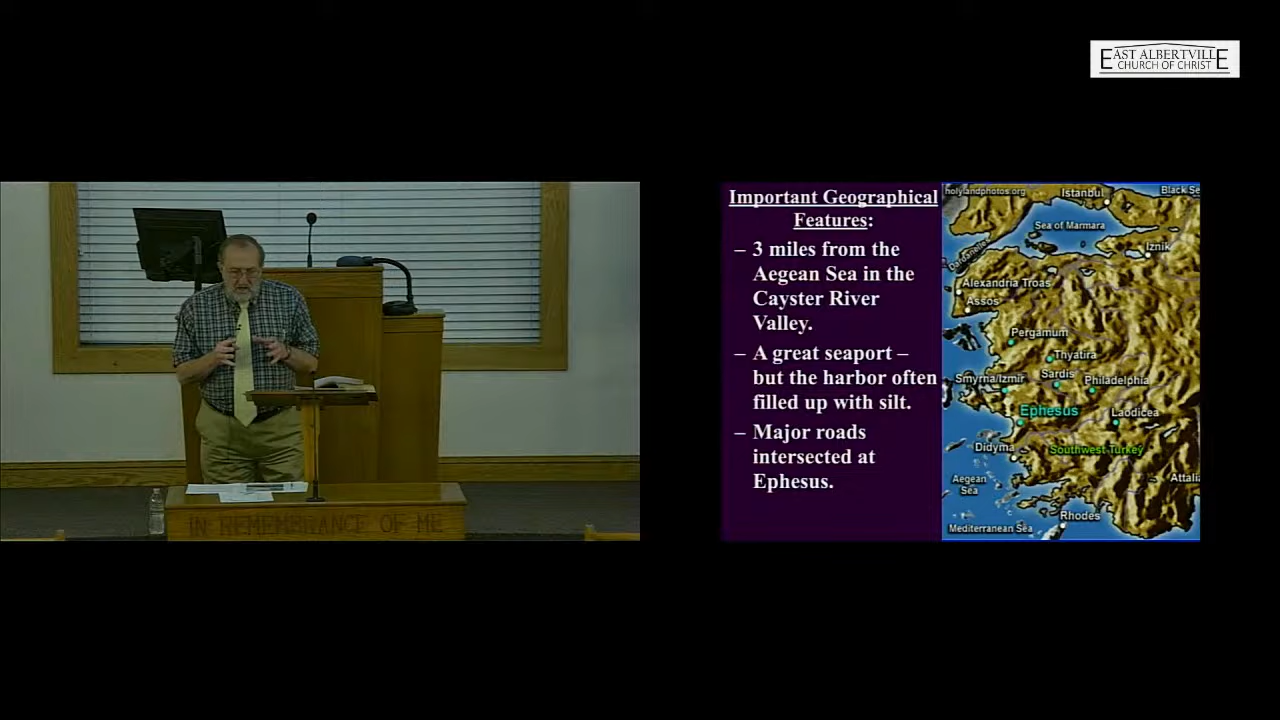 EAST ALBERTVILLE
CHURCH OF CHRIST
IN REMEMBRANCE OF ME
Important Geographical
Features:
– 3 miles from the
Aegean Sea in the
Cayster River
Valley.
– A great seaport –
but the harbor often
filled up with silt.
– Major roads
intersected at
Ephesus.
holylandphotos.org
Istanbul
Black Se
Sea of Marmara
Iznik
Dardanelles
Alexandria Troas
Assos
Pergamum
Thyatira
Sardis
Smyrna/Izmir
Philadelphia
Ephesus
Laodicea
Didyma
Southwest Turkey
Aegean
Sea
Attali
Rhodes
Mediterranean Sea